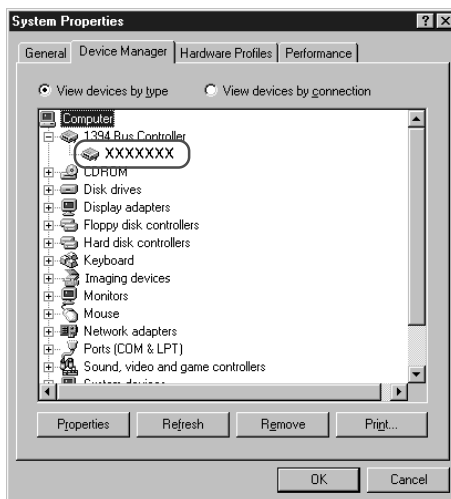 System Properties
General Device Manager Hardware Profiles Performance
View devices by type View devices by connection
Computer
1394 Bus Controller
XXXXXXX
CDROM
Disk drives
Display adapters
Floppy disk controllers
Hard disk controllers
Keyboard
Imaging devices
Monitors
Mouse
Network adapters
Ports (COM & LPT)
Sound, video and game controllers
System devices
Properties Refresh Remove Print...
OK Cancel